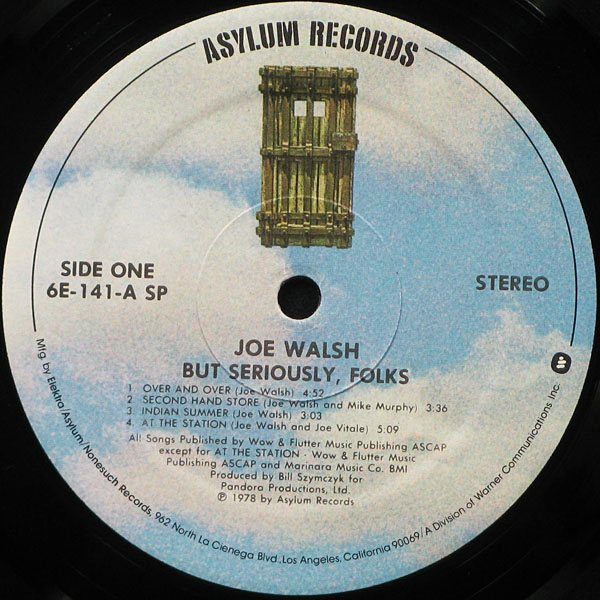 ASYLUM RECORDS
SIDE ONE
6E-141-A SP
STEREO
JOE WALSH
BUT SERIOUSLY, FOLKS
1. OVER AND OVER (Joe Walsh) 4:52
2. SECOND HAND STORE (Joe Walsh and Mike Murphy) 3:36
3. INDIAN SUMMER (Joe Walsh) 3:03
4. AT THE STATION (Joe Walsh and Joe Vitale) 5:09
All Songs Published by Wow & Flutter Music Publishing ASCAP
except for AT THE STATION · Wow & Flutter Music
Publishing ASCAP and Marinara Music Co. BMI
Produced by Bill Szymczyk for
Pandora Productions, Ltd.
℗ 1978 by Asylum Records
Mfg. by Elektra/Asylum/Nonesuch Records, 962 North La Cienega Blvd., Los Angeles, California 90069/A Division of Warner Communications Inc.